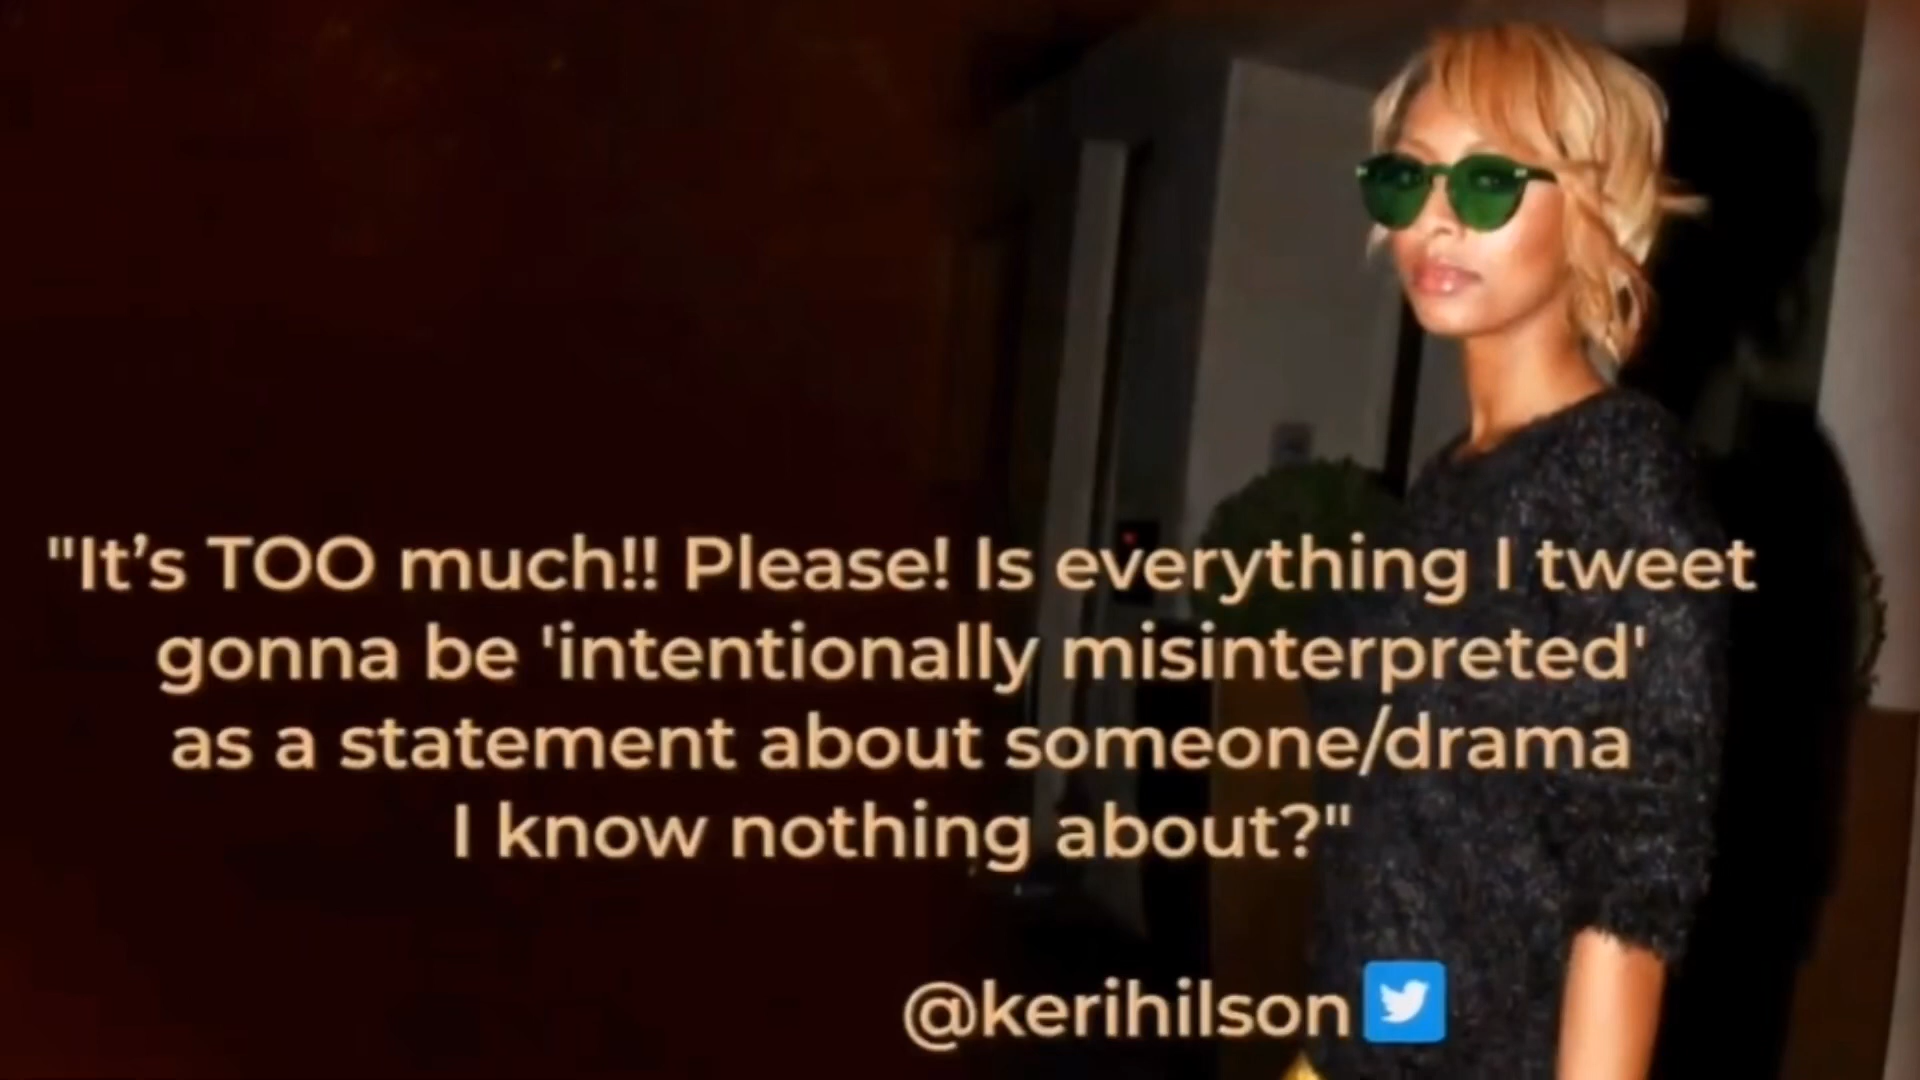 "It’s TOO much!! Please! Is everything I tweet
gonna be 'intentionally misinterpreted'
as a statement about someone/drama
I know nothing about?"
@kerihilson